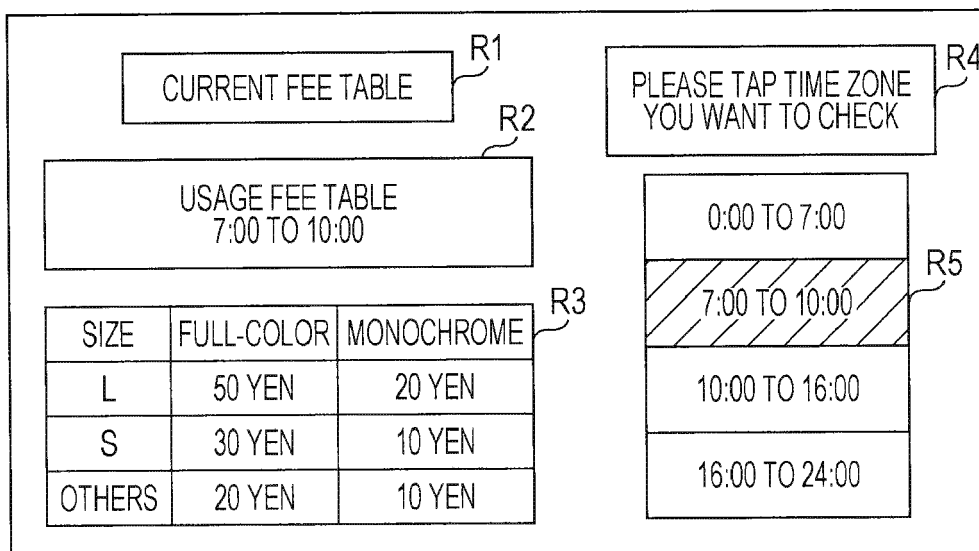 R1
CURRENT FEE TABLE
R2
USAGE FEE TABLE
7:00 TO 10:00
R3
SIZE FULL-COLOR MONOCHROME
L 50 YEN 20 YEN
S 30 YEN 10 YEN
OTHERS 20 YEN 10 YEN
R4
PLEASE TAP TIME ZONE
YOU WANT TO CHECK
0:00 TO 7:00
R5
7:00 TO 10:00
10:00 TO 16:00
16:00 TO 24:00